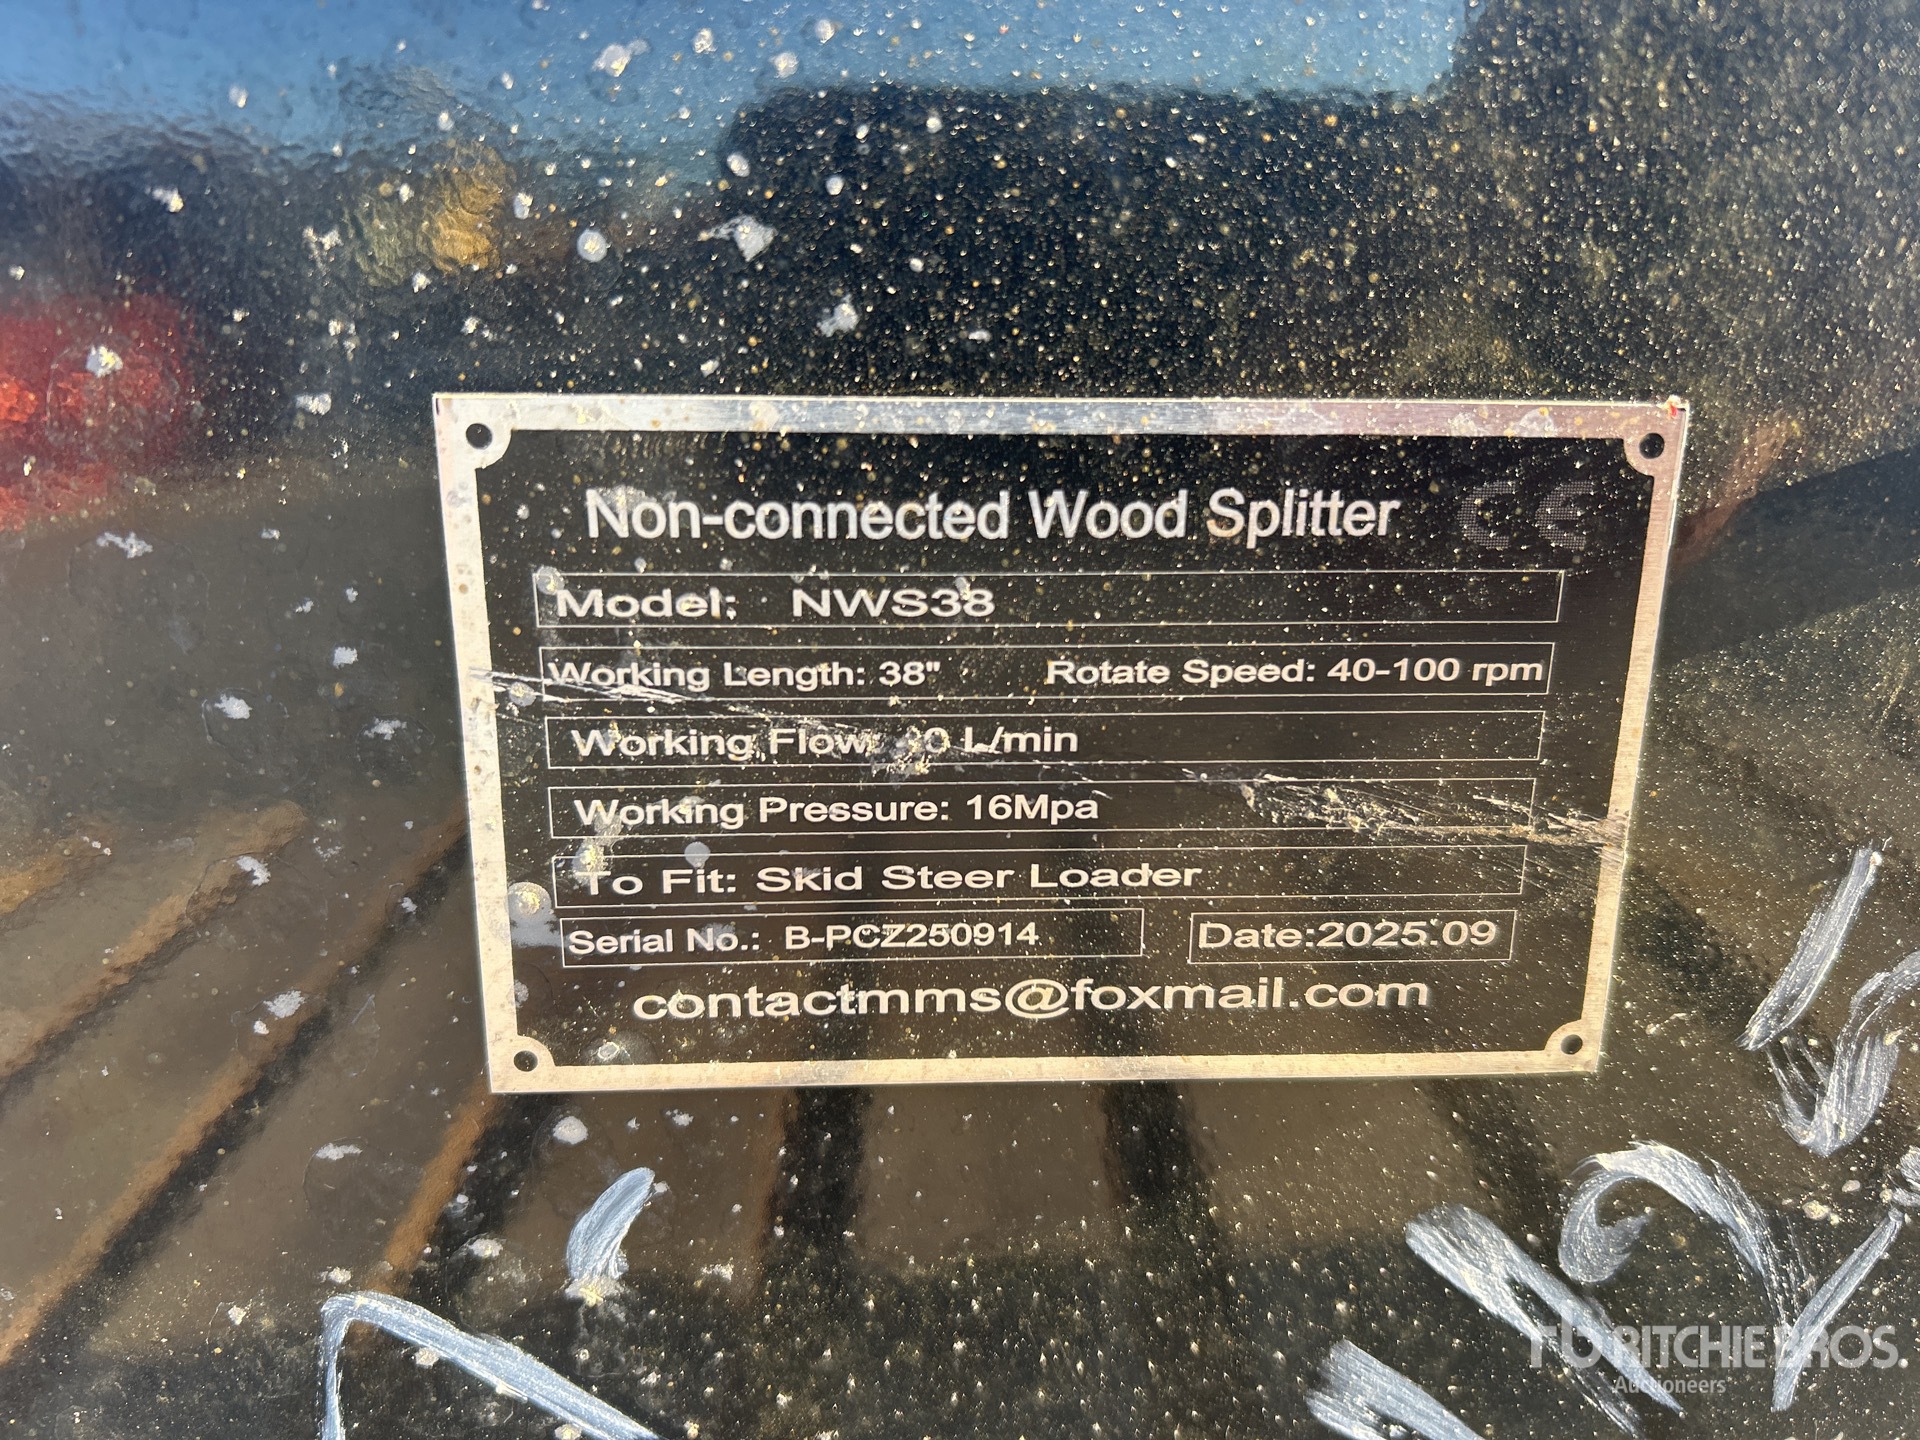 Non-connected Wood Splitter CE
Model: NWS38
Working Length: 38" Rotate Speed: 40-100 rpm
Working Flow: L/min
Working Pressure: 16Mpa
To Fit: Skid Steer Loader
Serial No.: B-PCZ250914 Date:2025.09
contactmms@foxmail.com
RITCHIE BROS.
Auctioneers